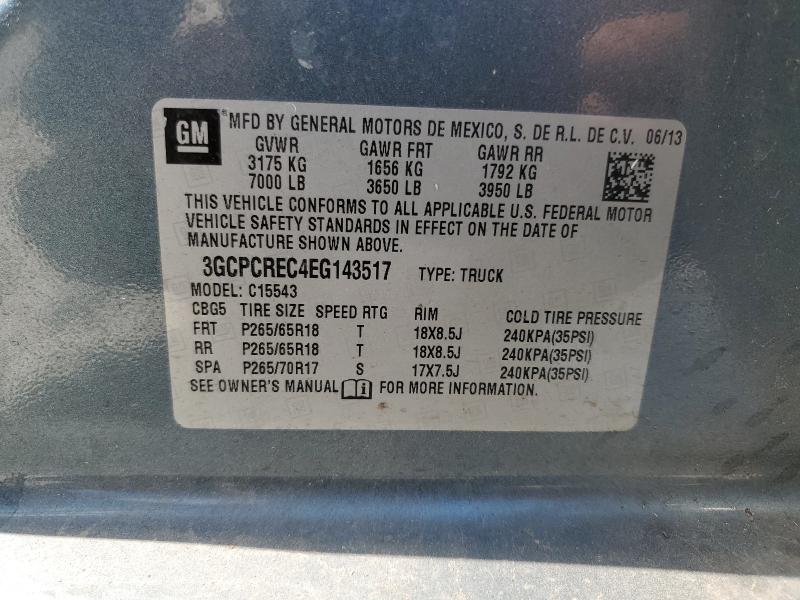 GM *MFD BY GENERAL MOTORS DE MEXICO, S. DE R.L. DE C.V. 06/13
GVWR GAWR FRT GAWR RR
3175 KG 1656 KG 1792 KG
7000 LB 3650 LB 3950 LB
THIS VEHICLE CONFORMS TO ALL APPLICABLE U.S. FEDERAL MOTOR
VEHICLE SAFETY STANDARDS IN EFFECT ON THE DATE OF
MANUFACTURE SHOWN ABOVE.
3GCPCREC4EG143517 TYPE: TRUCK
MODEL: C15543
CBG5 TIRE SIZE SPEED RTG RIM COLD TIRE PRESSURE
FRT P265/65R18 T 18X8.5J 240KPA(35PSI)
RR P265/65R18 T 18X8.5J 240KPA(35PSI)
SPA P265/70R17 S 17X7.5J 240KPA(35PSI)
SEE OWNER'S MANUAL FOR MORE INFORMATION.